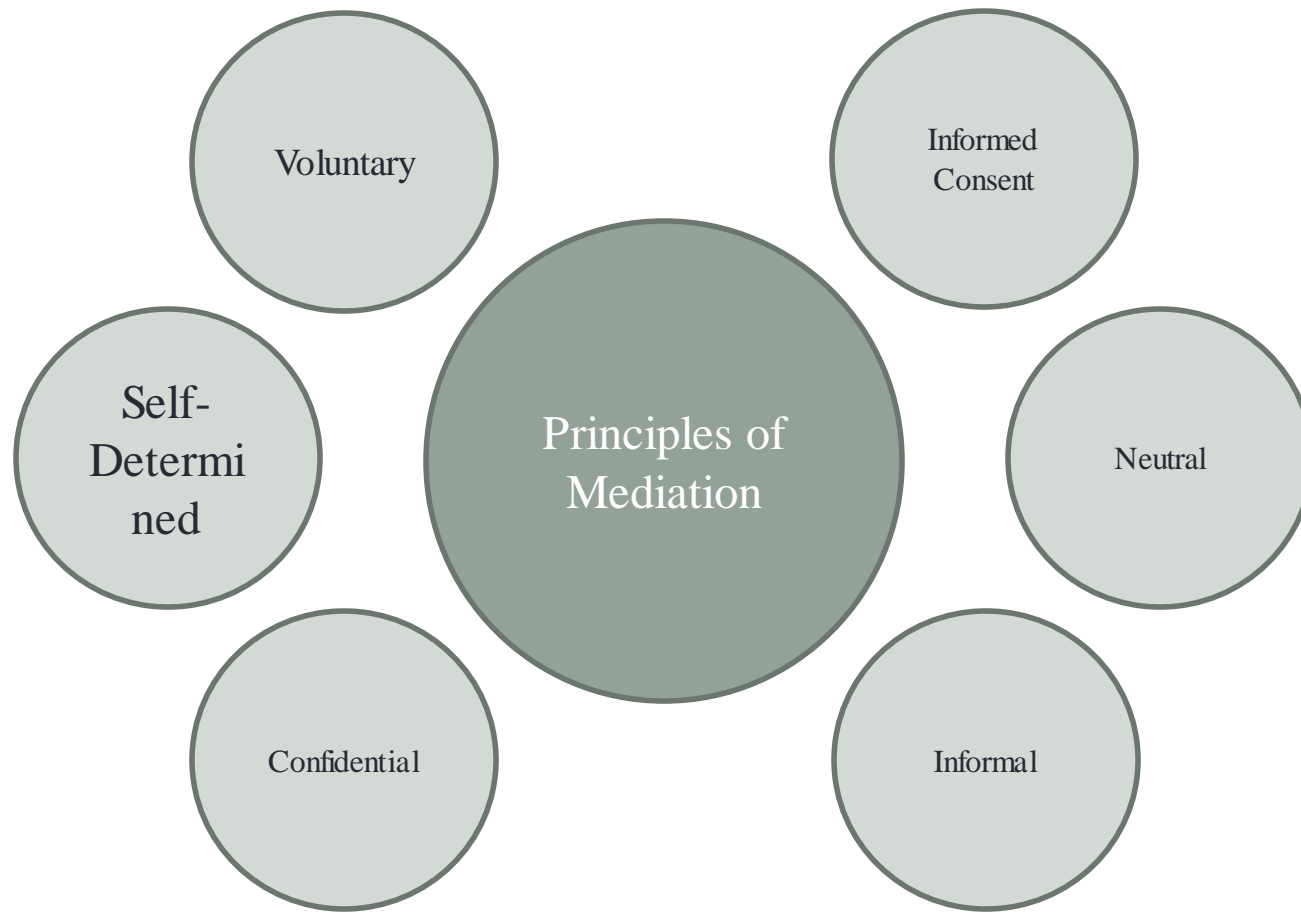 Voluntary
Informed
Consent
Self-
Determi
ned
Principles of
Mediation
Neutral
Confidential
Informal